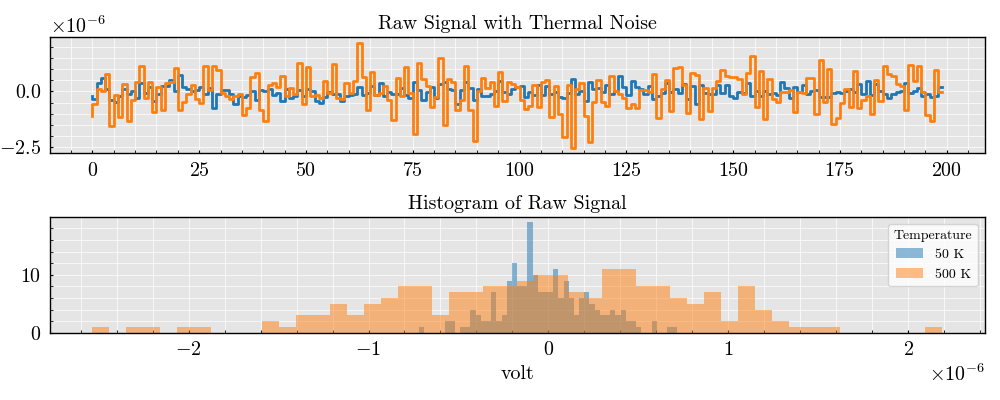 ×10⁻⁶ Raw Signal with Thermal Noise
0.0
−2.5
0 25 50 75 100 125 150 175 200
Histogram of Raw Signal
Temperature
50 K
500 K
10
0
−2 −1 0 1 2
volt ×10⁻⁶